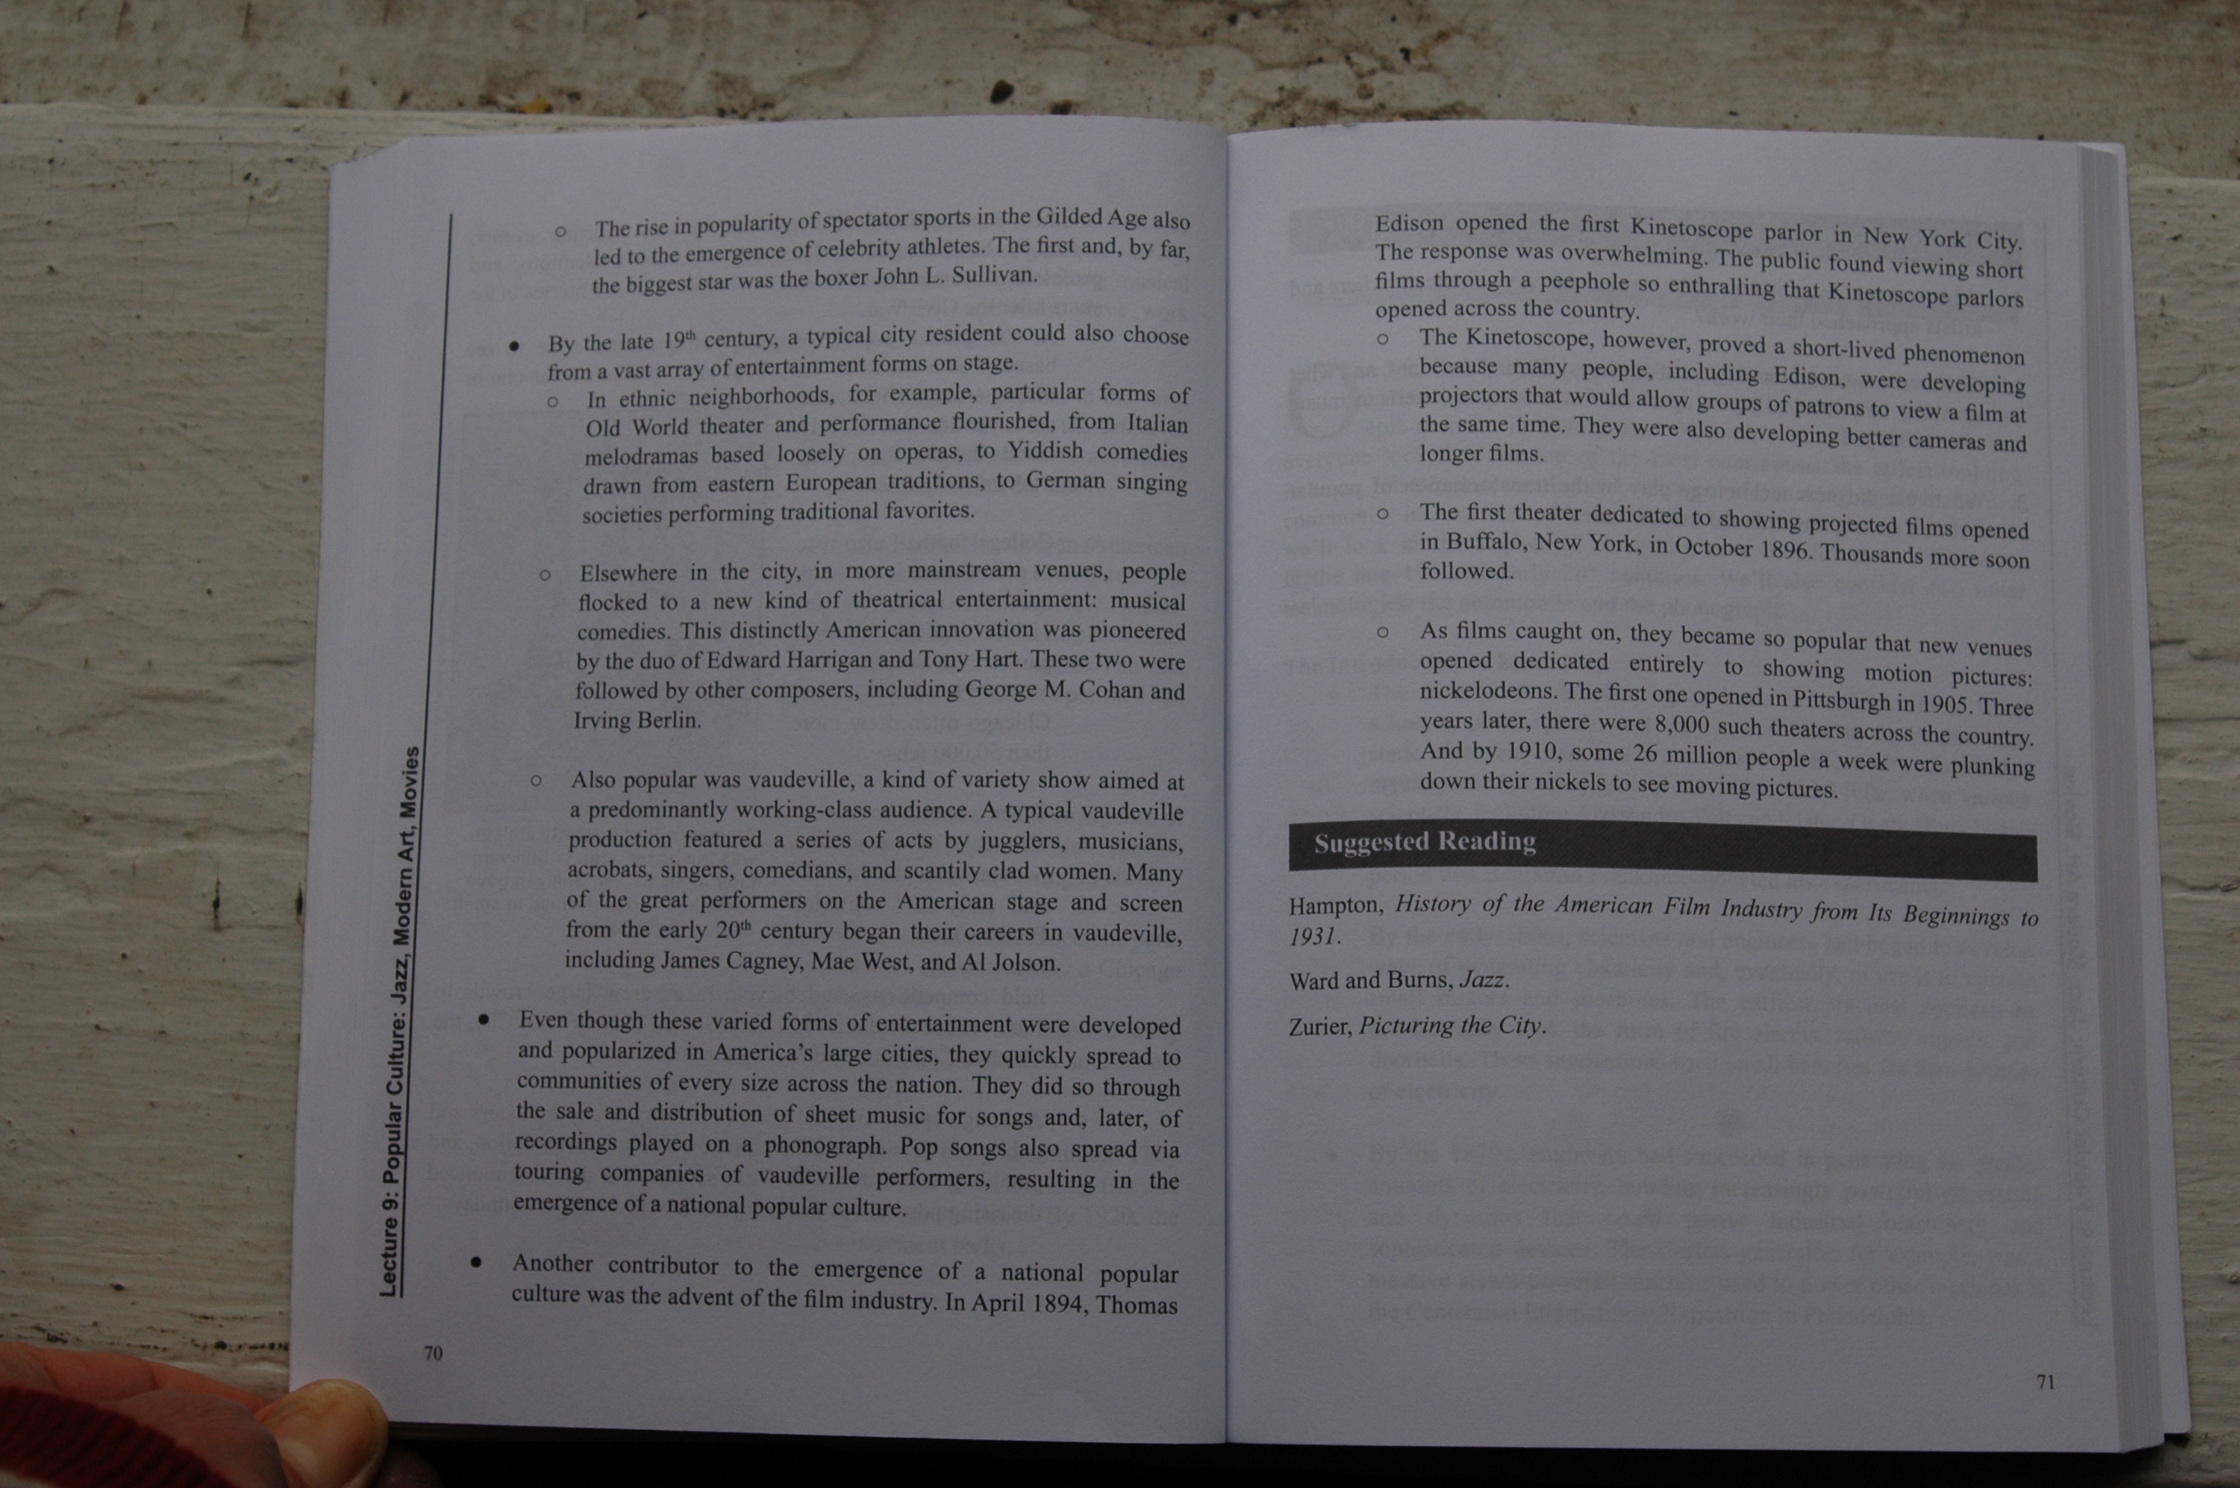 ○ The rise in popularity of spectator sports in the Gilded Age also
led to the emergence of celebrity athletes. The first and, by far,
the biggest star was the boxer John L. Sullivan.
● By the late 19th century, a typical city resident could also choose
from a vast array of entertainment forms on stage.
○ In ethnic neighborhoods, for example, particular forms of
Old World theater and performance flourished, from Italian
melodramas based loosely on operas, to Yiddish comedies
drawn from eastern European traditions, to German singing
societies performing traditional favorites.
○ Elsewhere in the city, in more mainstream venues, people
flocked to a new kind of theatrical entertainment: musical
comedies. This distinctly American innovation was pioneered
by the duo of Edward Harrigan and Tony Hart. These two were
followed by other composers, including George M. Cohan and
Irving Berlin.
○ Also popular was vaudeville, a kind of variety show aimed at
a predominantly working-class audience. A typical vaudeville
production featured a series of acts by jugglers, musicians,
acrobats, singers, comedians, and scantily clad women. Many
of the great performers on the American stage and screen
from the early 20th century began their careers in vaudeville,
including James Cagney, Mae West, and Al Jolson.
● Even though these varied forms of entertainment were developed
and popularized in America's large cities, they quickly spread to
communities of every size across the nation. They did so through
the sale and distribution of sheet music for songs and, later, of
recordings played on a phonograph. Pop songs also spread via
touring companies of vaudeville performers, resulting in the
emergence of a national popular culture.
● Another contributor to the emergence of a national popular
culture was the advent of the film industry. In April 1894, Thomas
Lecture 9: Popular Culture: Jazz, Modern Art, Movies
70
Edison opened the first Kinetoscope parlor in New York City.
The response was overwhelming. The public found viewing short
films through a peephole so enthralling that Kinetoscope parlors
opened across the country.
○ The Kinetoscope, however, proved a short-lived phenomenon
because many people, including Edison, were developing
projectors that would allow groups of patrons to view a film at
the same time. They were also developing better cameras and
longer films.
○ The first theater dedicated to showing projected films opened
in Buffalo, New York, in October 1896. Thousands more soon
followed.
○ As films caught on, they became so popular that new venues
opened dedicated entirely to showing motion pictures:
nickelodeons. The first one opened in Pittsburgh in 1905. Three
years later, there were 8,000 such theaters across the country.
And by 1910, some 26 million people a week were plunking
down their nickels to see moving pictures.
Suggested Reading
Hampton, History of the American Film Industry from Its Beginnings to
1931.
Ward and Burns, Jazz.
Zurier, Picturing the City.
71